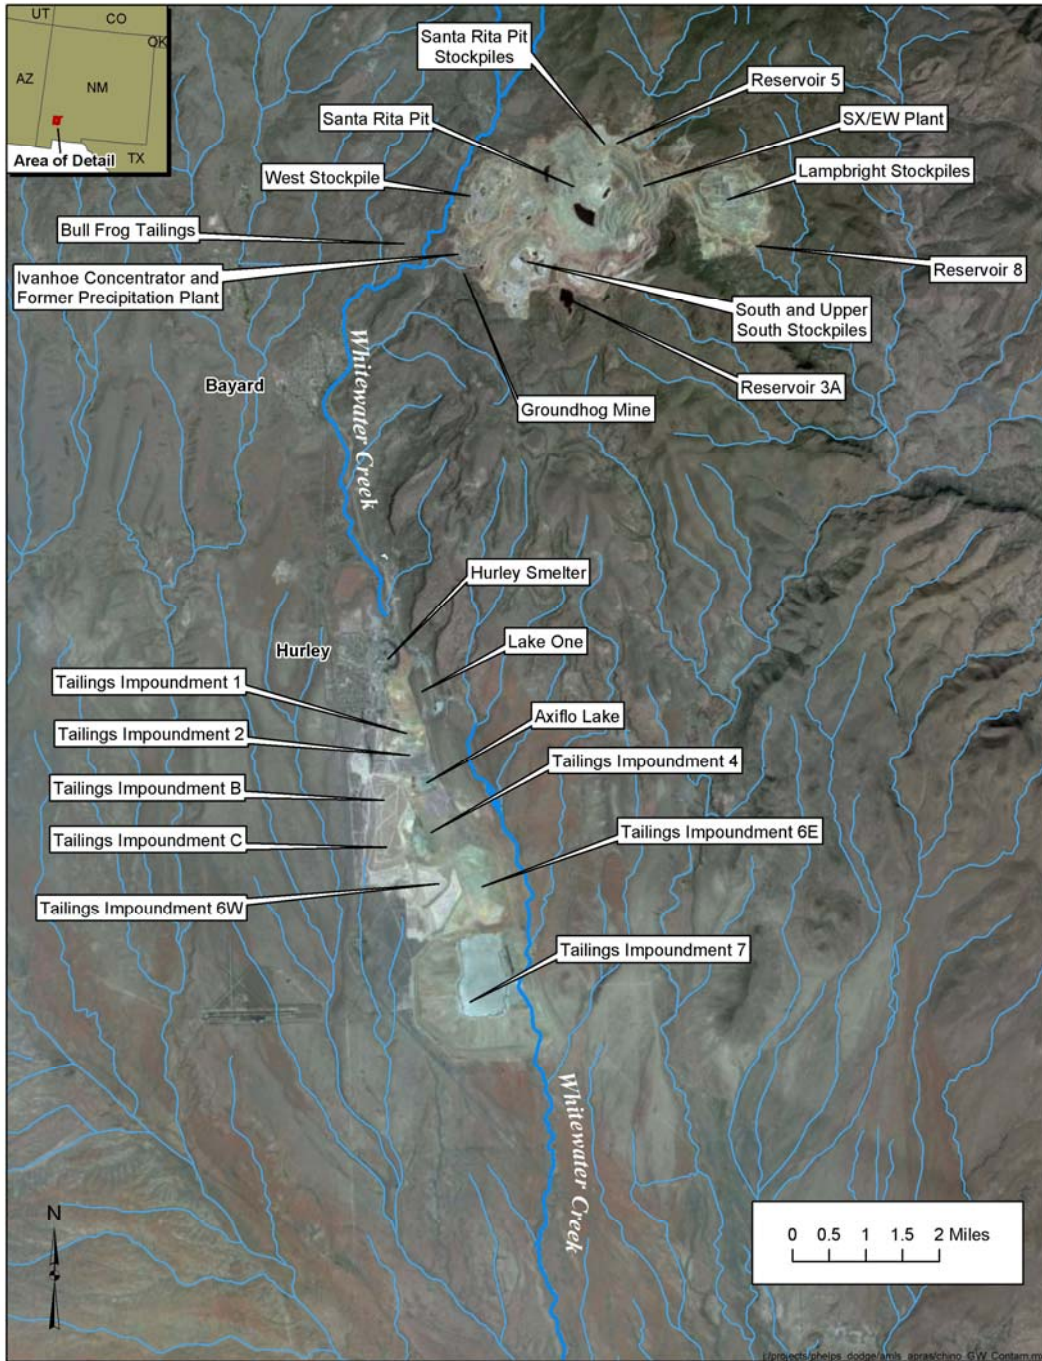 UT
CO
OK
AZ
NM
TX
Area of Detail
Santa Rita Pit
Stockpiles
Reservoir 5
Santa Rita Pit
SX/EW Plant
West Stockpile
Lampbright Stockpiles
Bull Frog Tailings
Reservoir 8
Ivanhoe Concentrator and
Former Precipitation Plant
South and Upper
South Stockpiles
Whitewater Creek
Bayard
Reservoir 3A
Groundhog Mine
Hurley Smelter
Hurley
Lake One
Tailings Impoundment 1
Axiflo Lake
Tailings Impoundment 2
Tailings Impoundment 4
Tailings Impoundment B
Tailings Impoundment C
Tailings Impoundment 6E
Tailings Impoundment 6W
Tailings Impoundment 7
Whitewater Creek
N
0 0.5 1 1.5 2 Miles